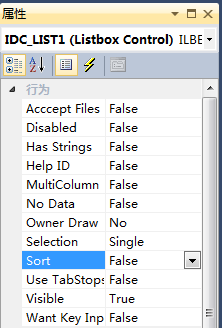 属性
IDC_LIST1 (Listbox Control) ILBE
行为
Acccept Files False
Disabled False
Has Strings False
Help ID False
MultiColumn False
No Data False
Owner Draw No
Selection Single
Sort False
Use TabStops False
Visible True
Want Key Inp False